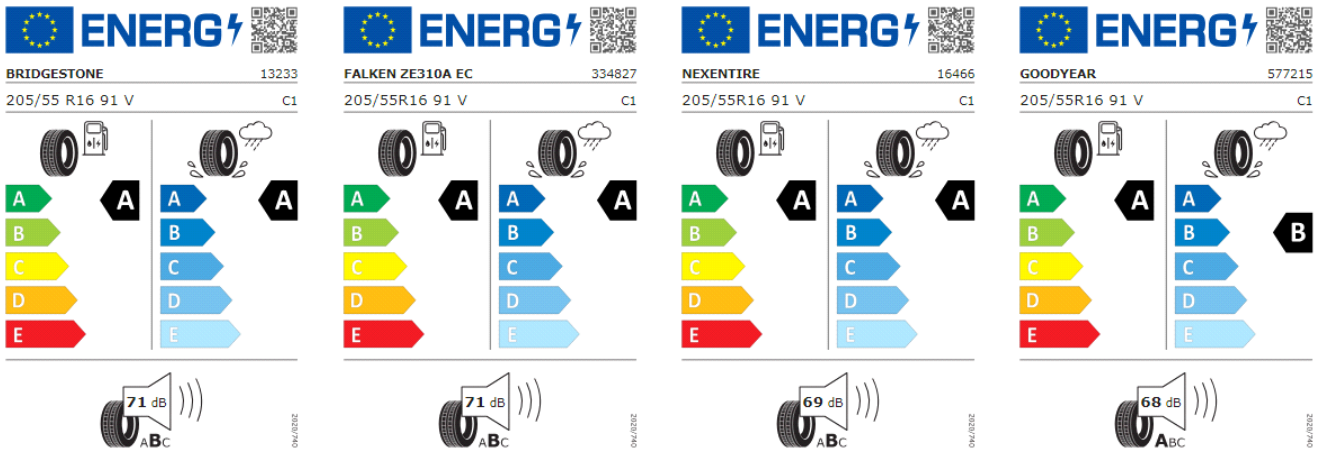 ENERG
BRIDGESTONE 13233
205/55 R16 91 V C1
A A A A
B B
C C
D D
E E
71 dB
ABC
2020/740
ENERG
FALKEN ZE310A EC 334827
205/55R16 91 V C1
A A A A
B B
C C
D D
E E
71 dB
ABC
2020/740
ENERG
NEXENTIRE 16466
205/55R16 91 V C1
A A A A
B B
C C
D D
E E
69 dB
ABC
2020/740
ENERG
GOODYEAR 577215
205/55R16 91 V C1
A A A
B B B
C C
D D
E E
68 dB
ABC
2020/740